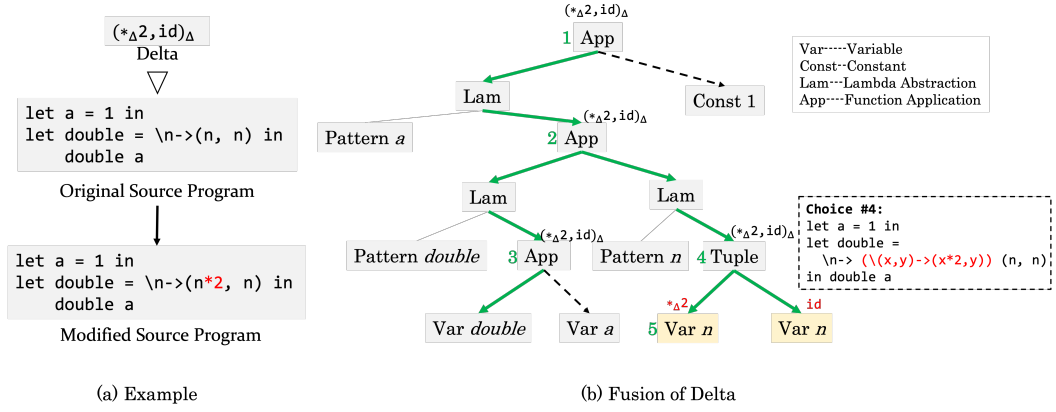 (*Δ2,id)Δ
Delta
let a = 1 in
let double = \n->(n, n) in
    double a
Original Source Program
let a = 1 in
let double = \n->(n*2, n) in
    double a
Modified Source Program
(a) Example
(*Δ2,id)Δ
1 App
Lam
Const 1
Pattern a
(*Δ2,id)Δ
2 App
Lam
Lam
Pattern double
(*Δ2,id)Δ
3 App
Pattern n
(*Δ2,id)Δ
4 Tuple
Var double
Var a
*Δ2
5 Var n
id
Var n
Var-----Variable
Const--Constant
Lam---Lambda Abstraction
App----Function Application
Choice #4:
let a = 1 in
let double =
  \n-> (\(x,y)->(x*2,y)) (n, n)
in double a
(b) Fusion of Delta